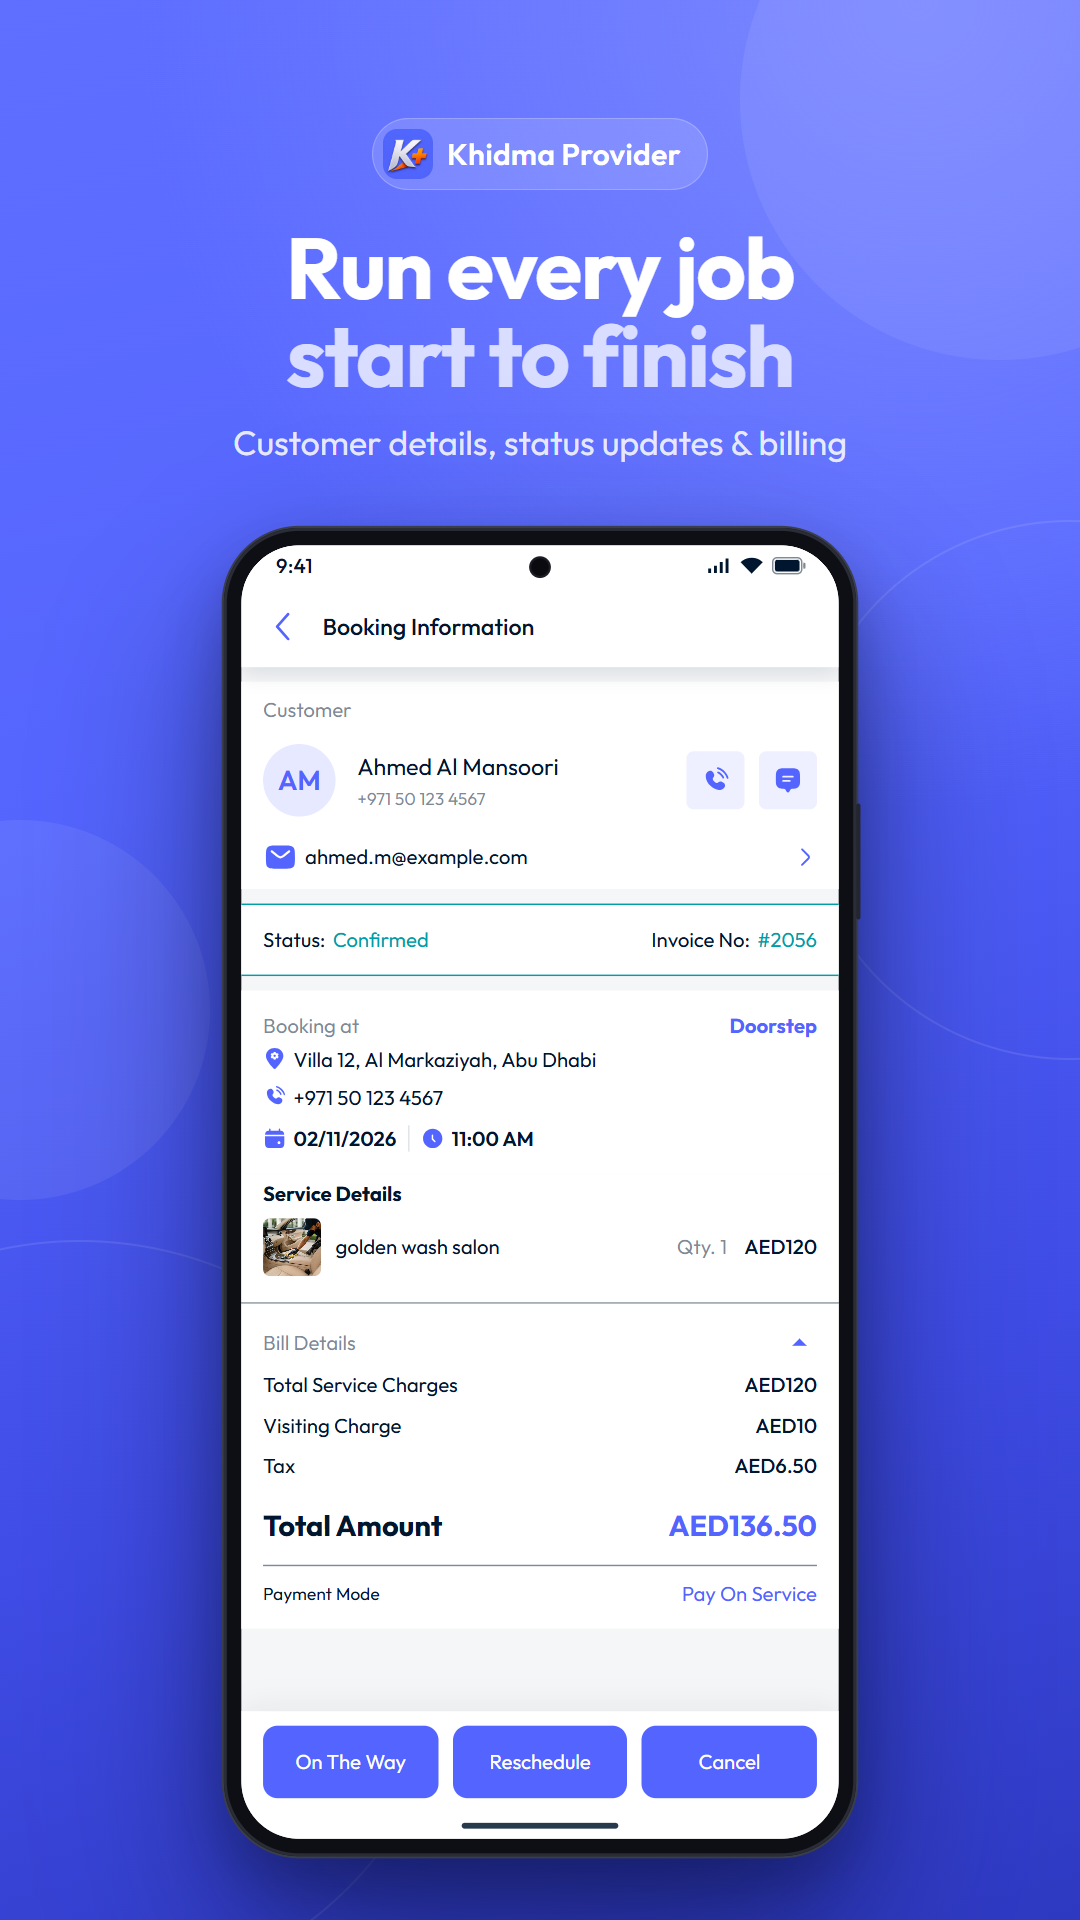 K+ Khidma Provider
Run every job
start to finish
Customer details, status updates & billing
9:41
Booking Information
Customer
AM
Ahmed Al Mansoori
+971 50 123 4567
ahmed.m@example.com
Status: Confirmed Invoice No: #2056
Booking at Doorstep
Villa 12, Al Markaziyah, Abu Dhabi
+971 50 123 4567
02/11/2026 11:00 AM
Service Details
golden wash salon Qty. 1 AED120
Bill Details
Total Service Charges AED120
Visiting Charge AED10
Tax AED6.50
Total Amount AED136.50
Payment Mode Pay On Service
On The Way Reschedule Cancel